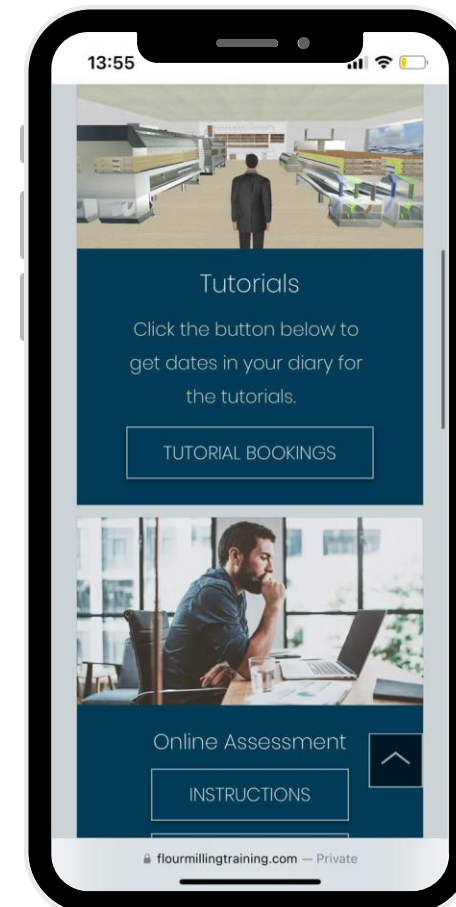 13:55
Tutorials
Click the button below to
get dates in your diary for
the tutorials.
TUTORIAL BOOKINGS
Online Assessment
INSTRUCTIONS
flourmillingtraining.com — Private